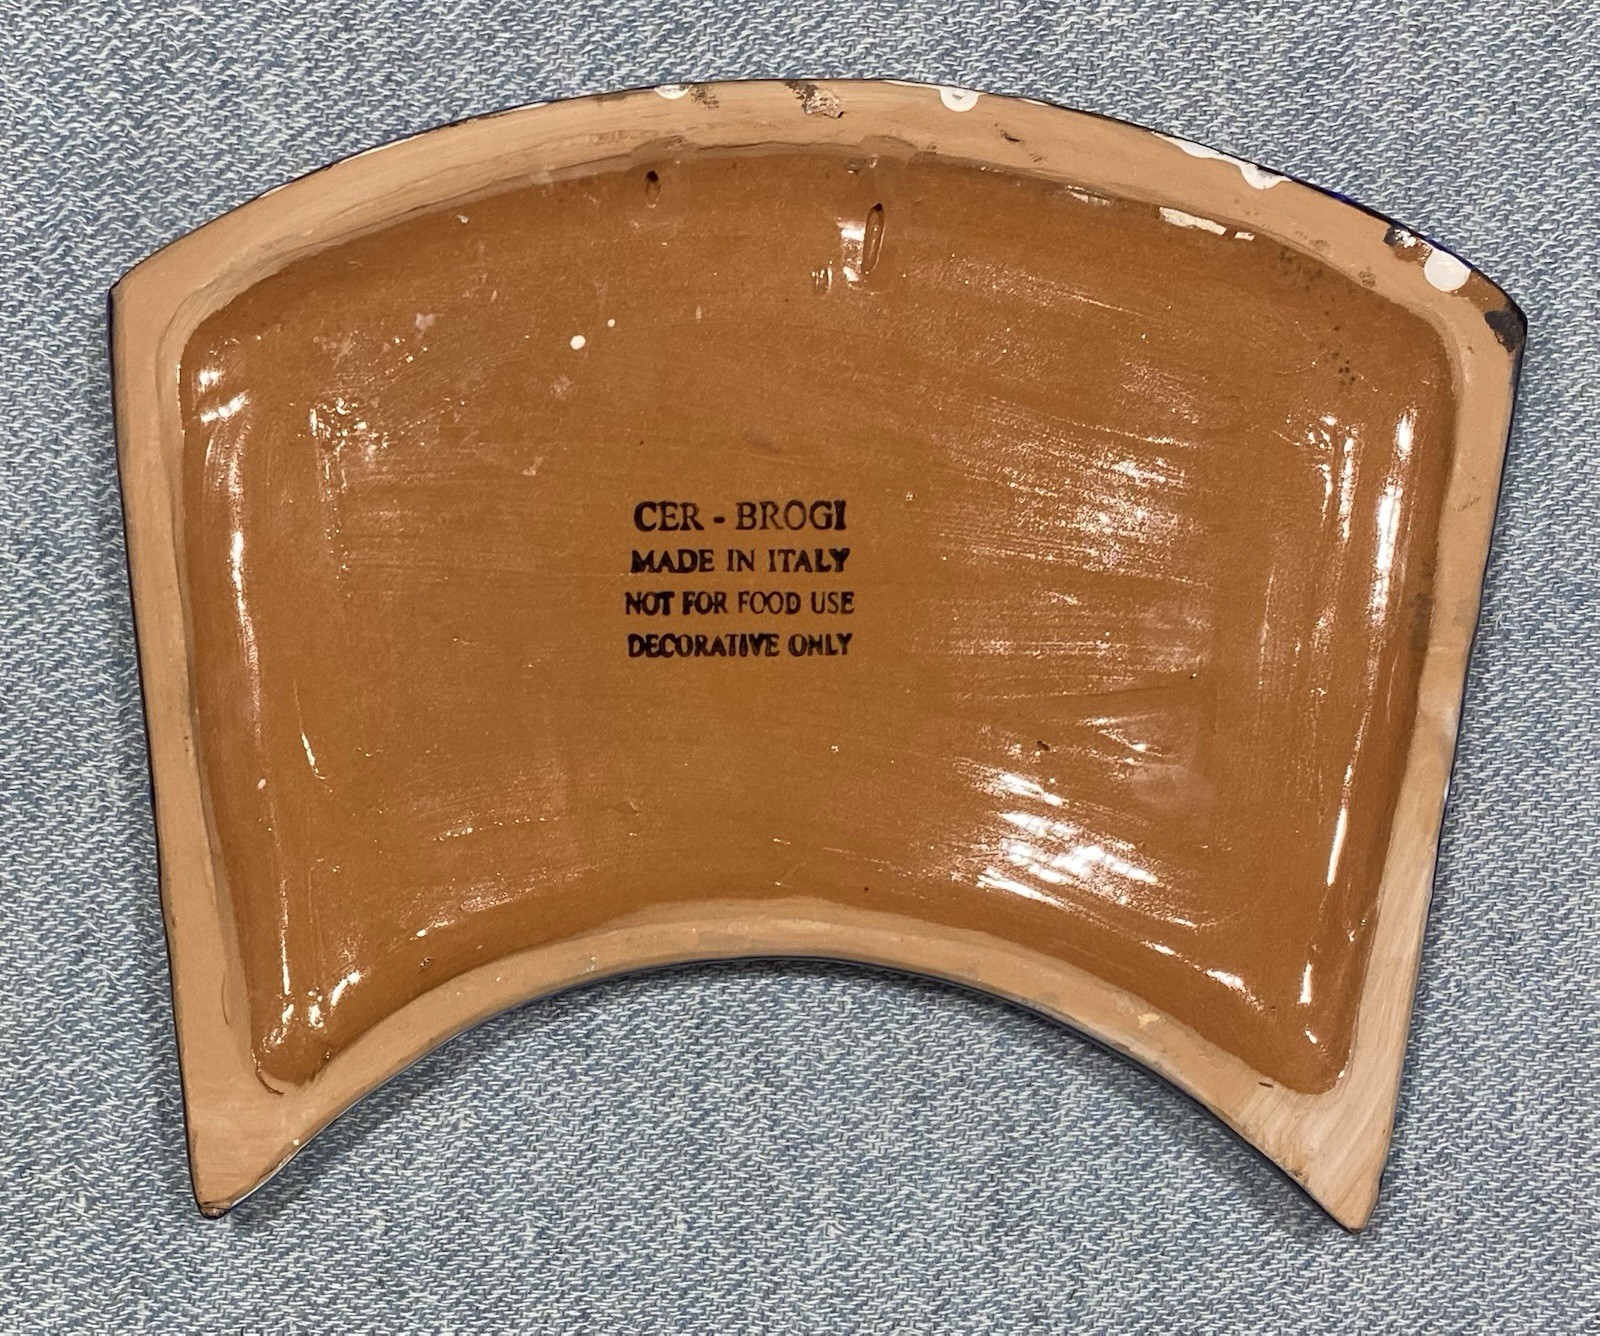 CER - BROGI
MADE IN ITALY
NOT FOR FOOD USE
DECORATIVE ONLY